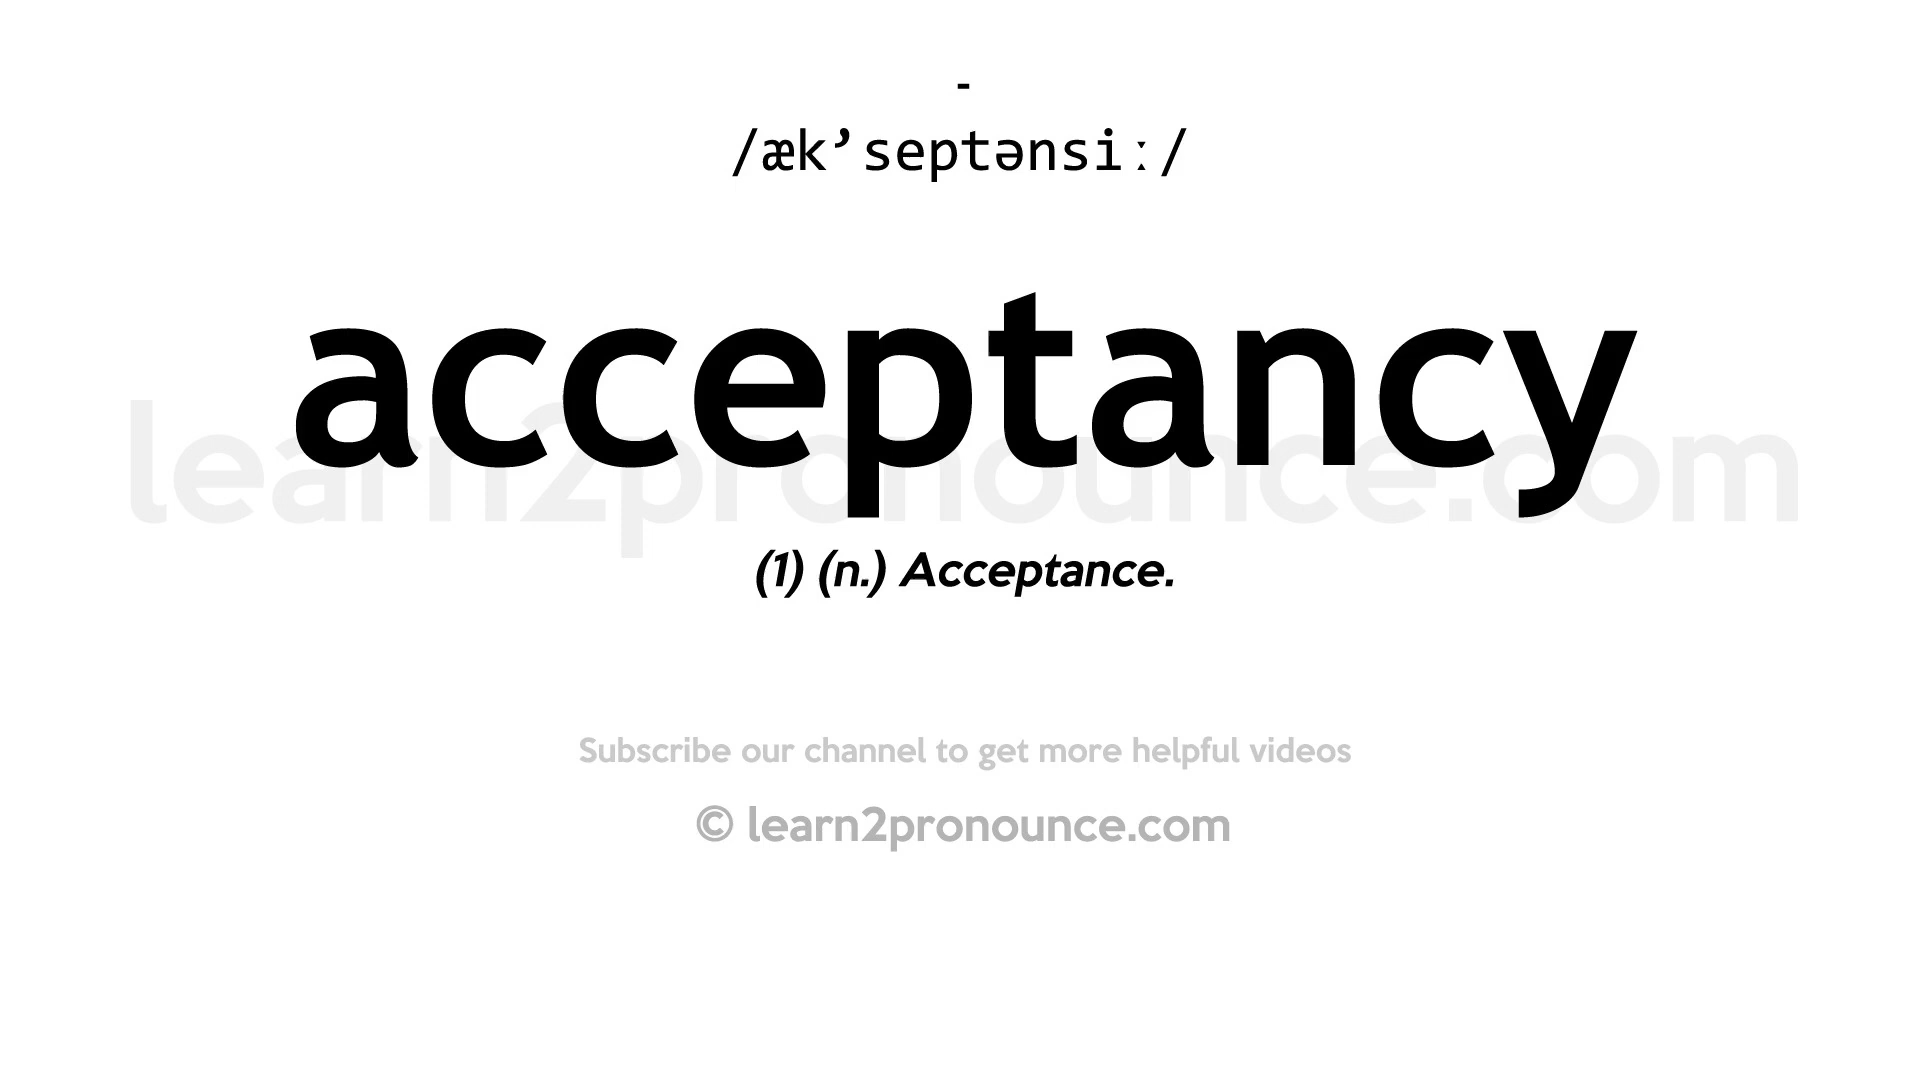 -
/æk’septənsiː/
acceptancy
learn2pronounce.com
(1) (n.) Acceptance.
Subscribe our channel to get more helpful videos
© learn2pronounce.com